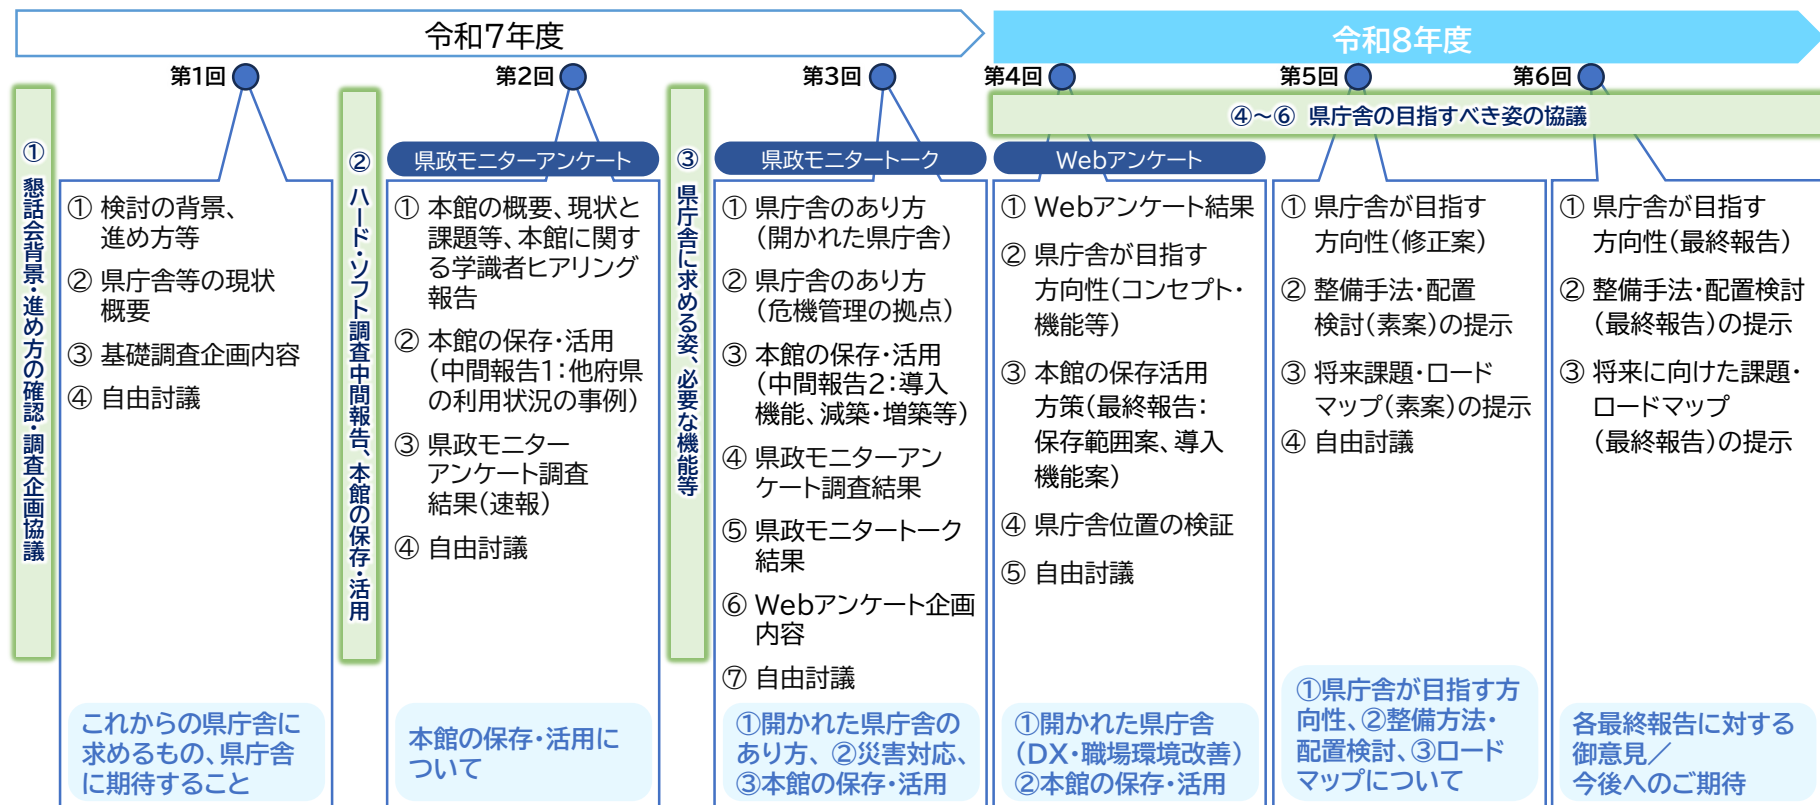 令和7年度
令和8年度
第1回
第2回
第3回
第4回
第5回
第6回
④～⑥ 県庁舎の目指すべき姿の協議
① 懇話会背景・進め方の確認・調査企画協議
① 検討の背景、
進め方等
② 県庁舎等の現状
概要
③ 基礎調査企画内容
④ 自由討議
これからの県庁舎に
求めるもの、県庁舎
に期待すること
② ハード・ソフト調査中間報告、本館の保存・活用
県政モニターアンケート
① 本館の概要、現状と
課題等、本館に関す
る学識者ヒアリング
報告
② 本館の保存・活用
（中間報告1：他府県
の利用状況の事例）
③ 県政モニター
アンケート調査
結果（速報）
④ 自由討議
本館の保存・活用に
ついて
③ 県庁舎に求める姿、必要な機能等
県政モニタートーク
① 県庁舎のあり方
（開かれた県庁舎）
② 県庁舎のあり方
（危機管理の拠点）
③ 本館の保存・活用
（中間報告2：導入
機能、減築・増築等）
④ 県政モニターアン
ケート調査結果
⑤ 県政モニタートーク
結果
⑥ Webアンケート企画
内容
⑦ 自由討議
①開かれた県庁舎の
あり方、②災害対応、
③本館の保存・活用
Webアンケート
① Webアンケート結果
② 県庁舎が目指す
方向性（コンセプト・
機能等）
③ 本館の保存活用
方策（最終報告：
保存範囲案、導入
機能案）
④ 県庁舎位置の検証
⑤ 自由討議
①開かれた県庁舎
（DX・職場環境改善）
②本館の保存・活用
① 県庁舎が目指す
方向性（修正案）
② 整備手法・配置
検討（素案）の提示
③ 将来課題・ロード
マップ（素案）の提示
④ 自由討議
①県庁舎が目指す方
向性、②整備方法・
配置検討、③ロード
マップについて
① 県庁舎が目指す
方向性（最終報告）
② 整備手法・配置検討
（最終報告）の提示
③ 将来に向けた課題・
ロードマップ
（最終報告）の提示
各最終報告に対する
御意見／
今後へのご期待